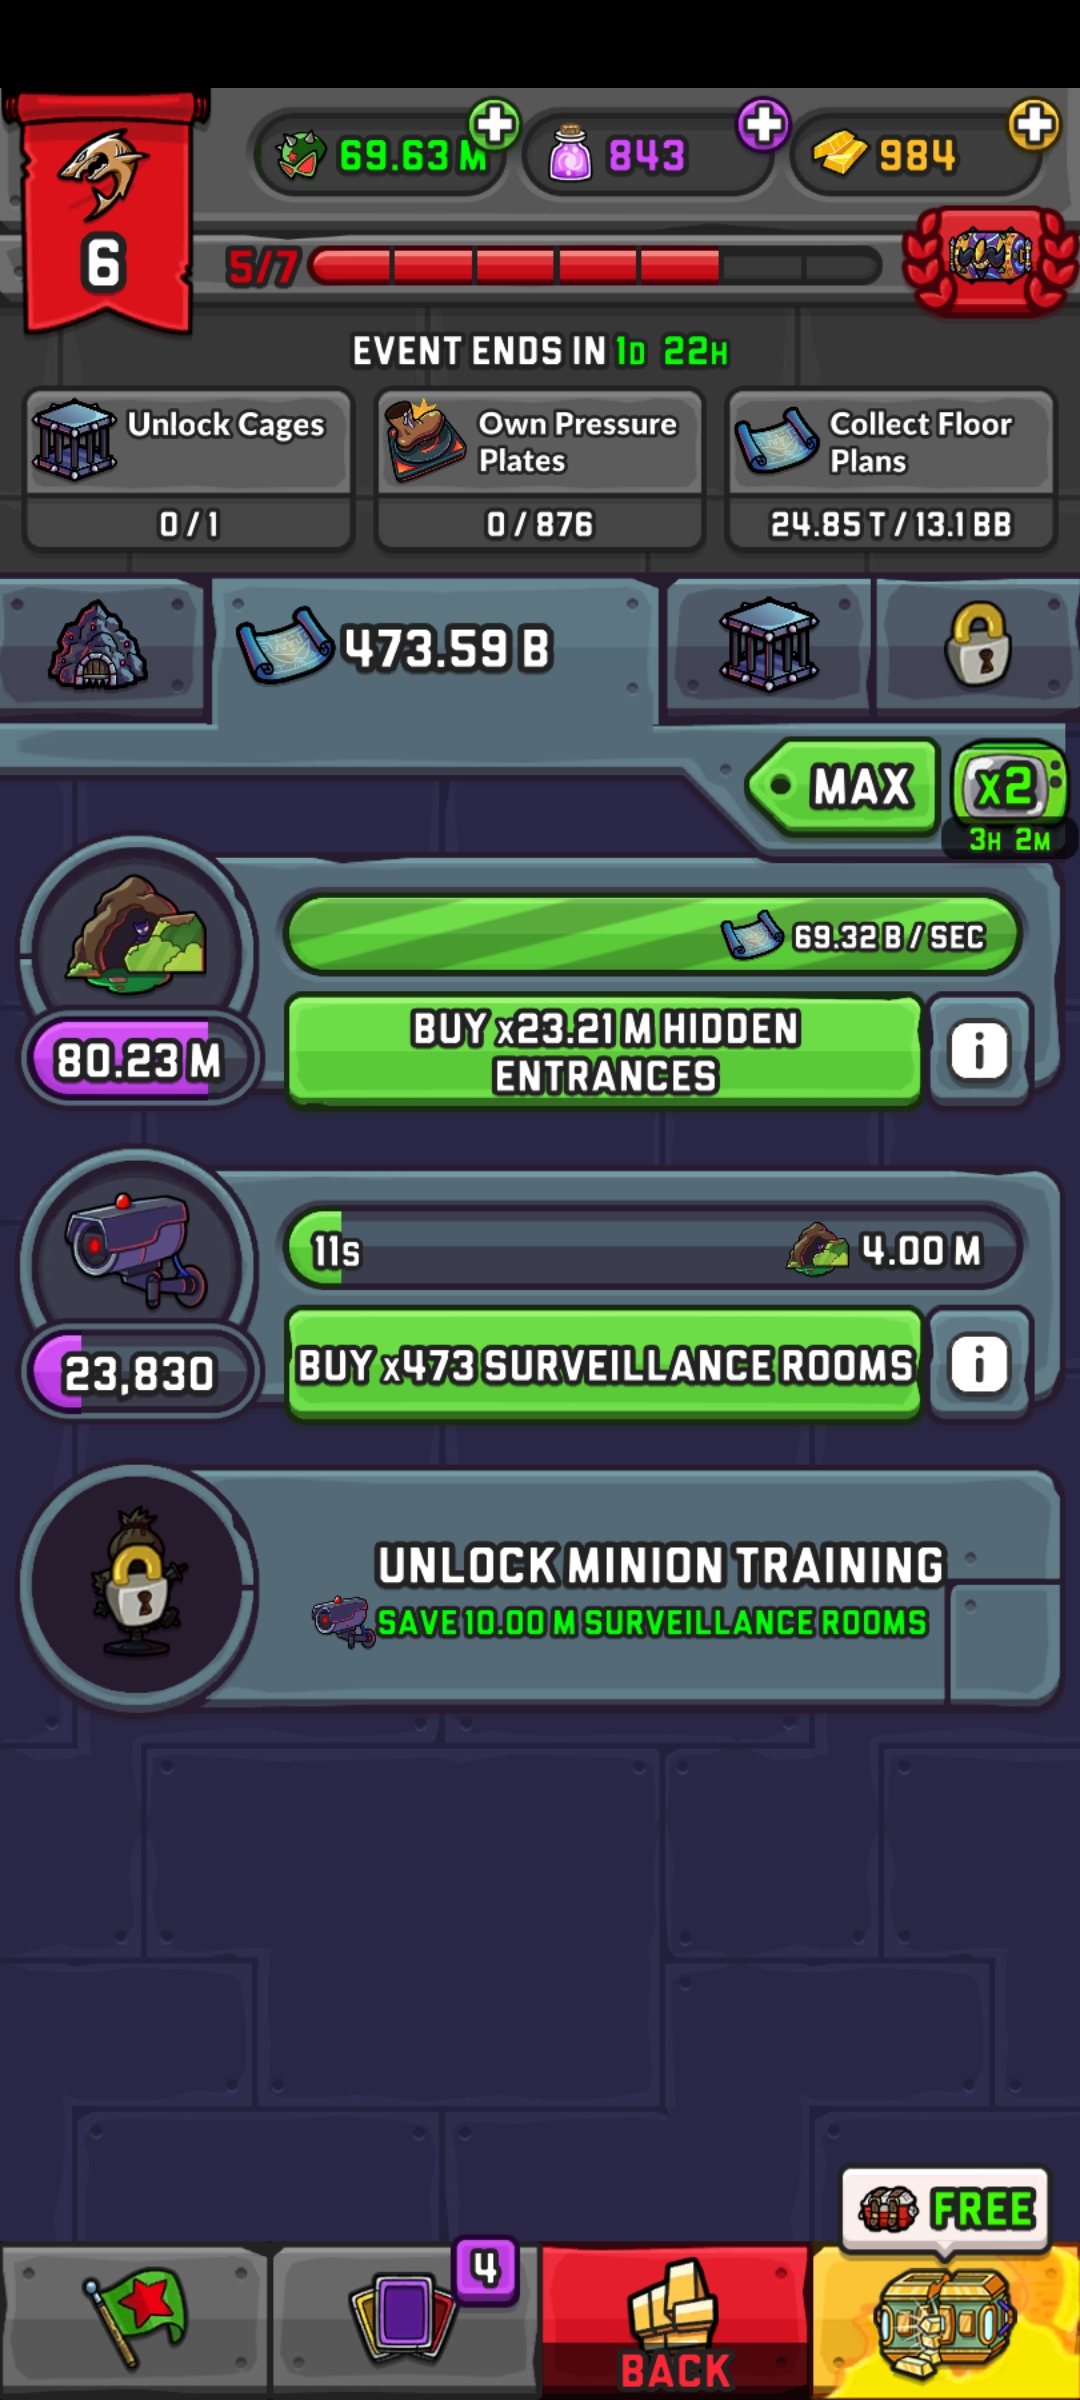 69.63 M
843
984
6
5/7
EVENT ENDS IN 1D 22H
Unlock Cages
0 / 1
Own Pressure
Plates
0 / 876
Collect Floor
Plans
24.85 T / 13.1 BB
473.59 B
MAX
x2
3H 2M
69.32 B / SEC
80.23 M
BUY x23.21 M HIDDEN
ENTRANCES
i
11s
4.00 M
23,830
BUY x473 SURVEILLANCE ROOMS
i
UNLOCK MINION TRAINING
SAVE 10.00 M SURVEILLANCE ROOMS
FREE
4
BACK